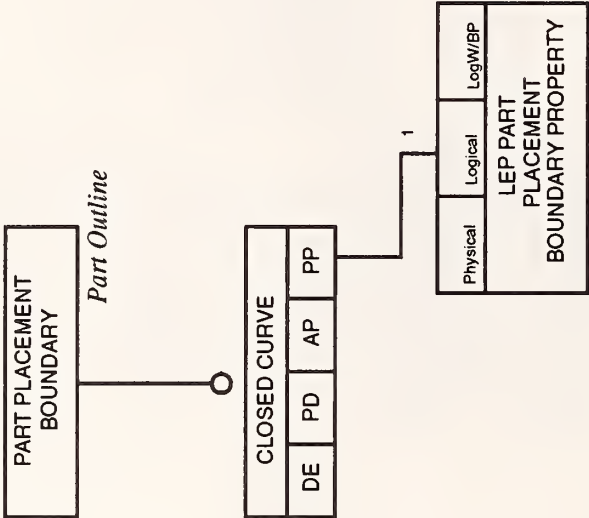 PART PLACEMENT
BOUNDARY
Part Outline
CLOSED CURVE
DE PD AP PP
1
Physical Logical LogW/BP
LEP PART
PLACEMENT
BOUNDARY PROPERTY